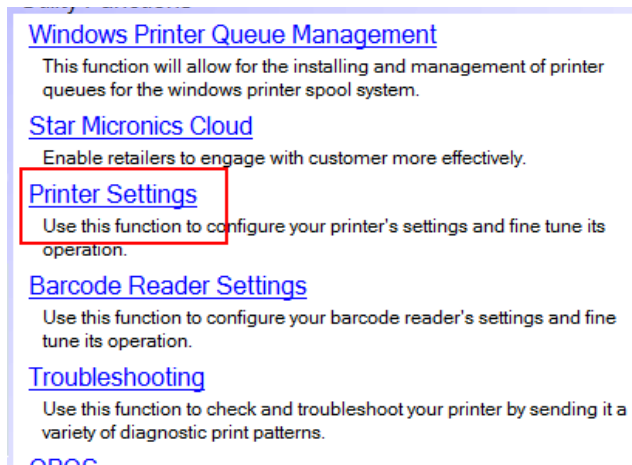 Windows Printer Queue Management
This function will allow for the installing and management of printer
queues for the windows printer spool system.
Star Micronics Cloud
Enable retailers to engage with customer more effectively.
Printer Settings
Use this function to configure your printer's settings and fine tune its
operation.
Barcode Reader Settings
Use this function to configure your barcode reader's settings and fine
tune its operation.
Troubleshooting
Use this function to check and troubleshoot your printer by sending it a
variety of diagnostic print patterns.